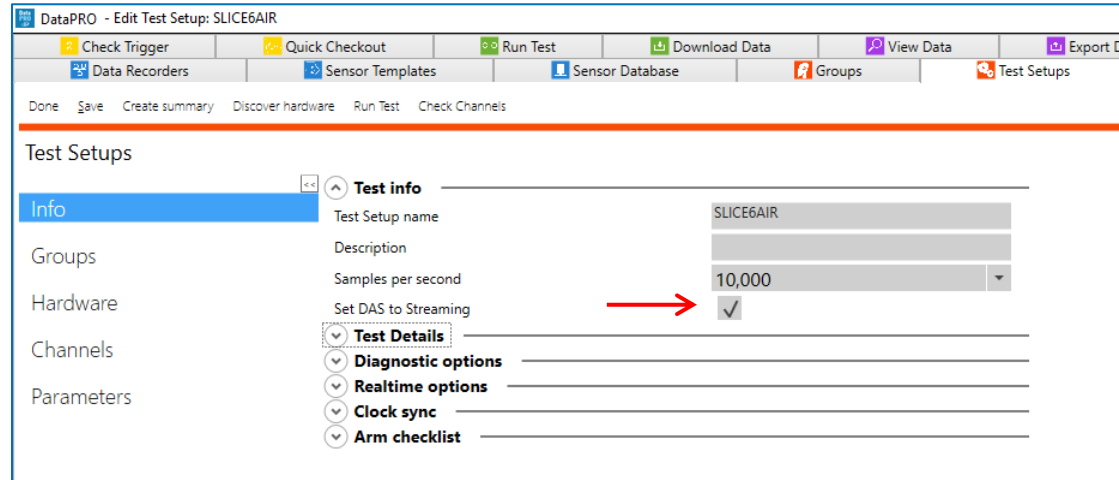 DataPRO - Edit Test Setup: SLICE6AIR
Check Trigger Quick Checkout Run Test Download Data View Data Export D
Data Recorders Sensor Templates Sensor Database Groups Test Setups
Done Save Create summary Discover hardware Run Test Check Channels
Test Setups
<<
Info
Groups
Hardware
Channels
Parameters
Test info
Test Setup name SLICE6AIR
Description
Samples per second 10,000
Set DAS to Streaming
Test Details
Diagnostic options
Realtime options
Clock sync
Arm checklist